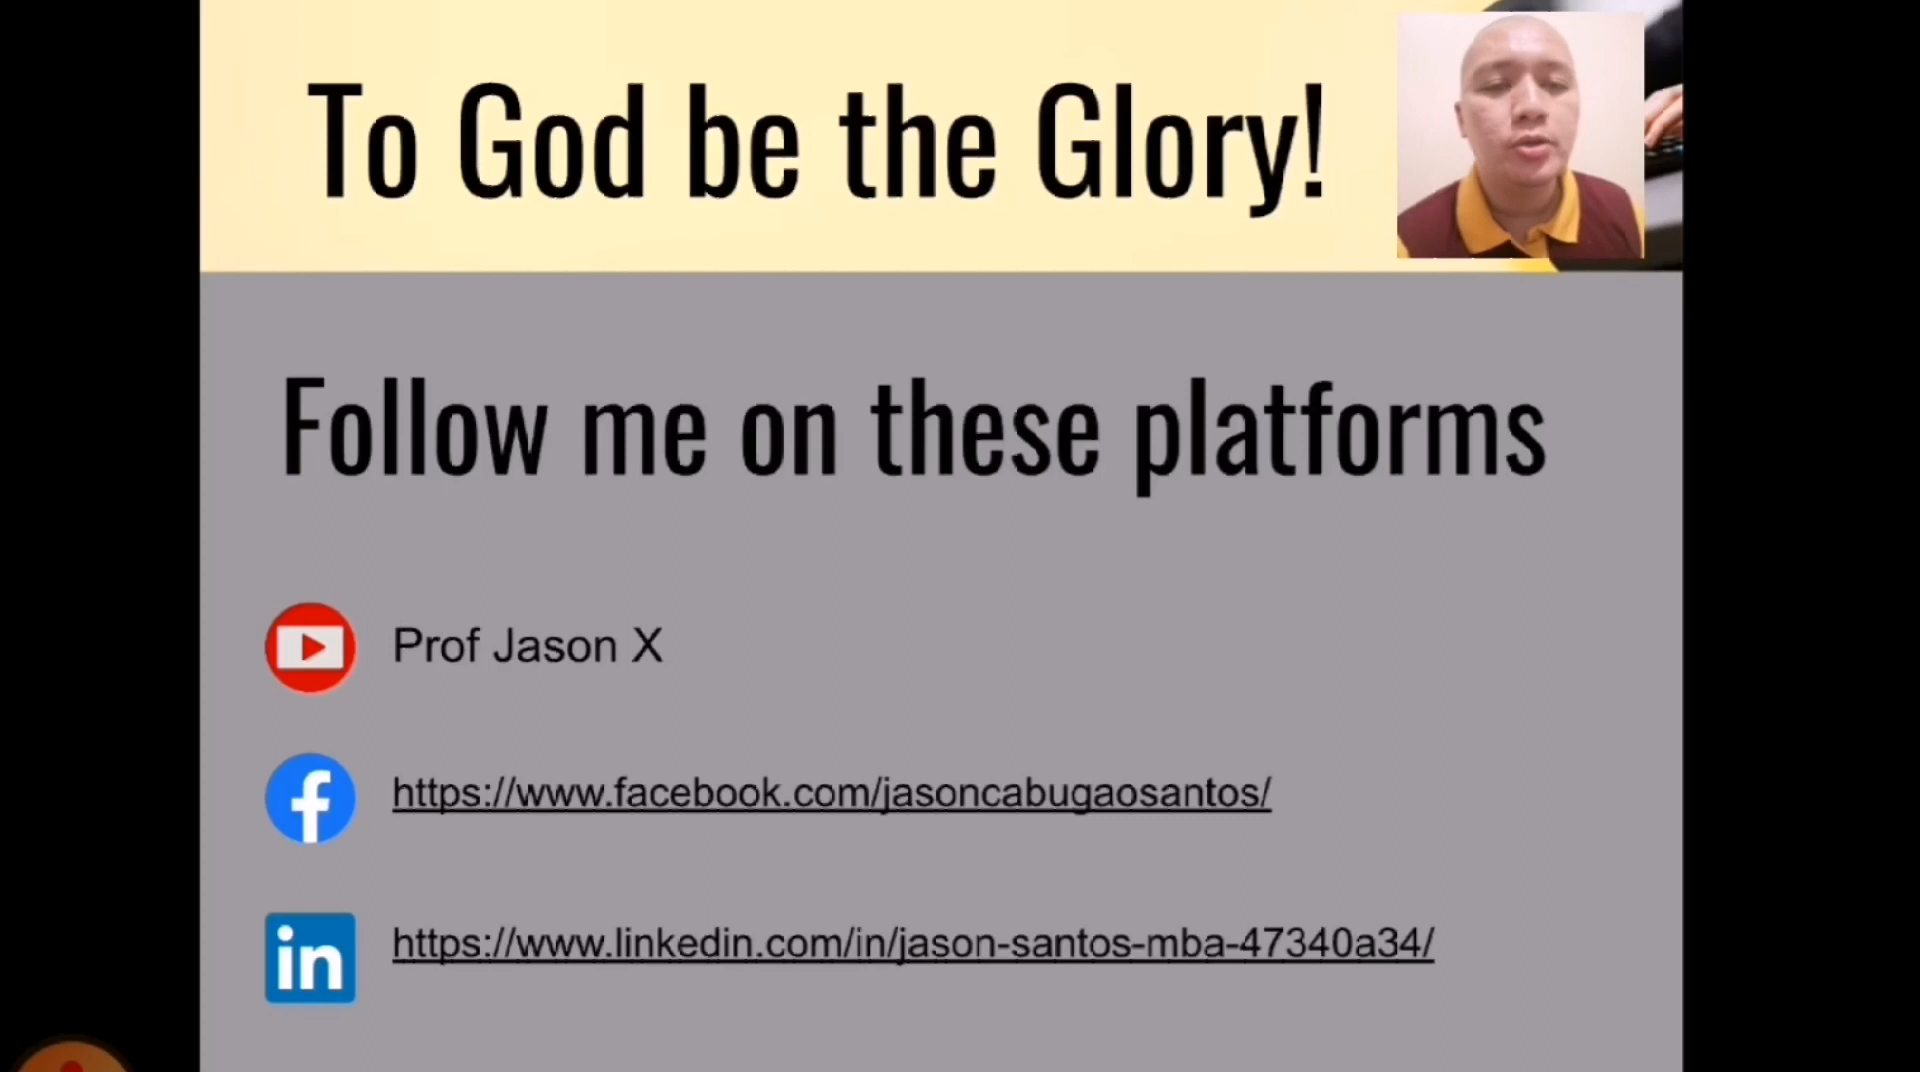 To God be the Glory!
Follow me on these platforms
Prof Jason X
https://www.facebook.com/jasoncabugaosantos/
in https://www.linkedin.com/in/jason-santos-mba-47340a34/